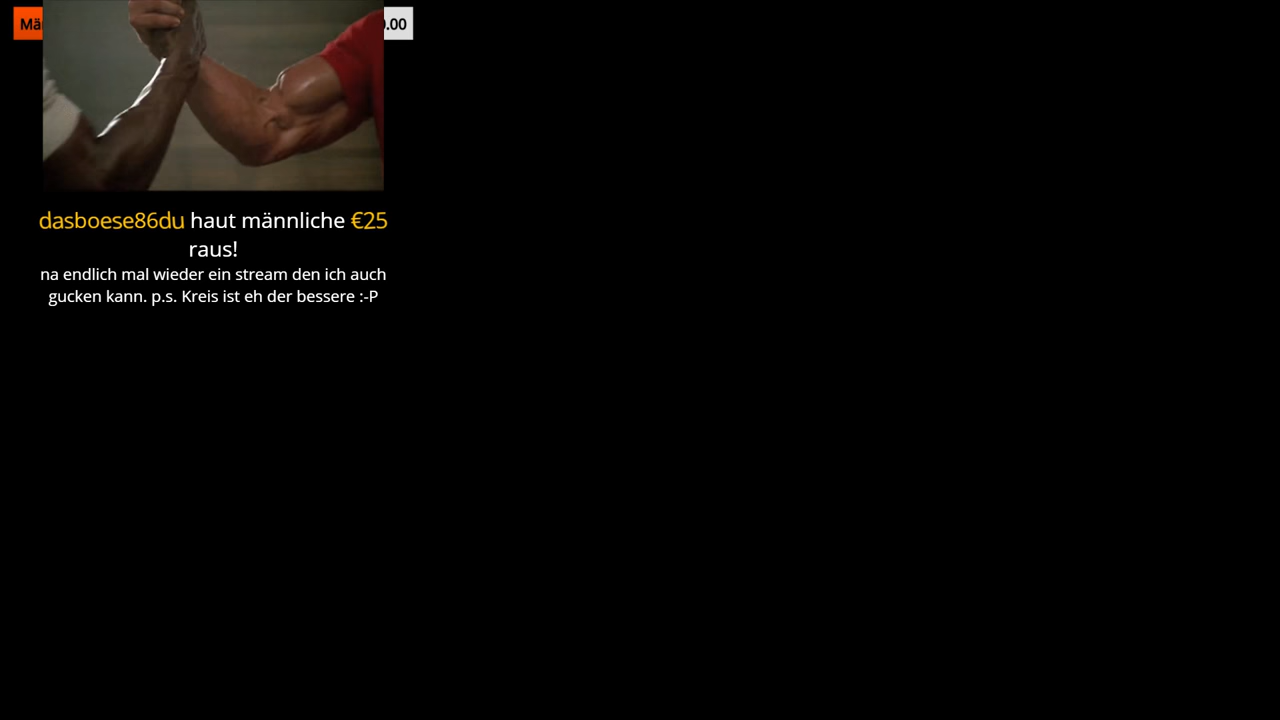 .00
dasboese86du haut männliche €25
raus!
na endlich mal wieder ein stream den ich auch
gucken kann. p.s. Kreis ist eh der bessere :-P